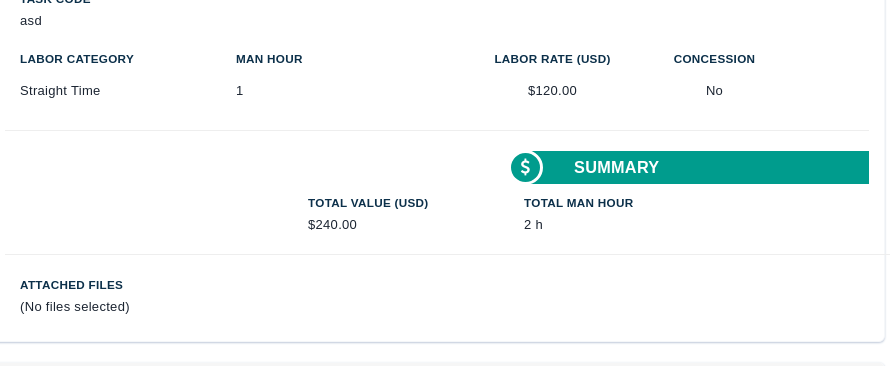 TASK CODE
asd
LABOR CATEGORY MAN HOUR LABOR RATE (USD) CONCESSION
Straight Time 1 $120.00 No
$ SUMMARY
TOTAL VALUE (USD) TOTAL MAN HOUR
$240.00 2 h
ATTACHED FILES
(No files selected)